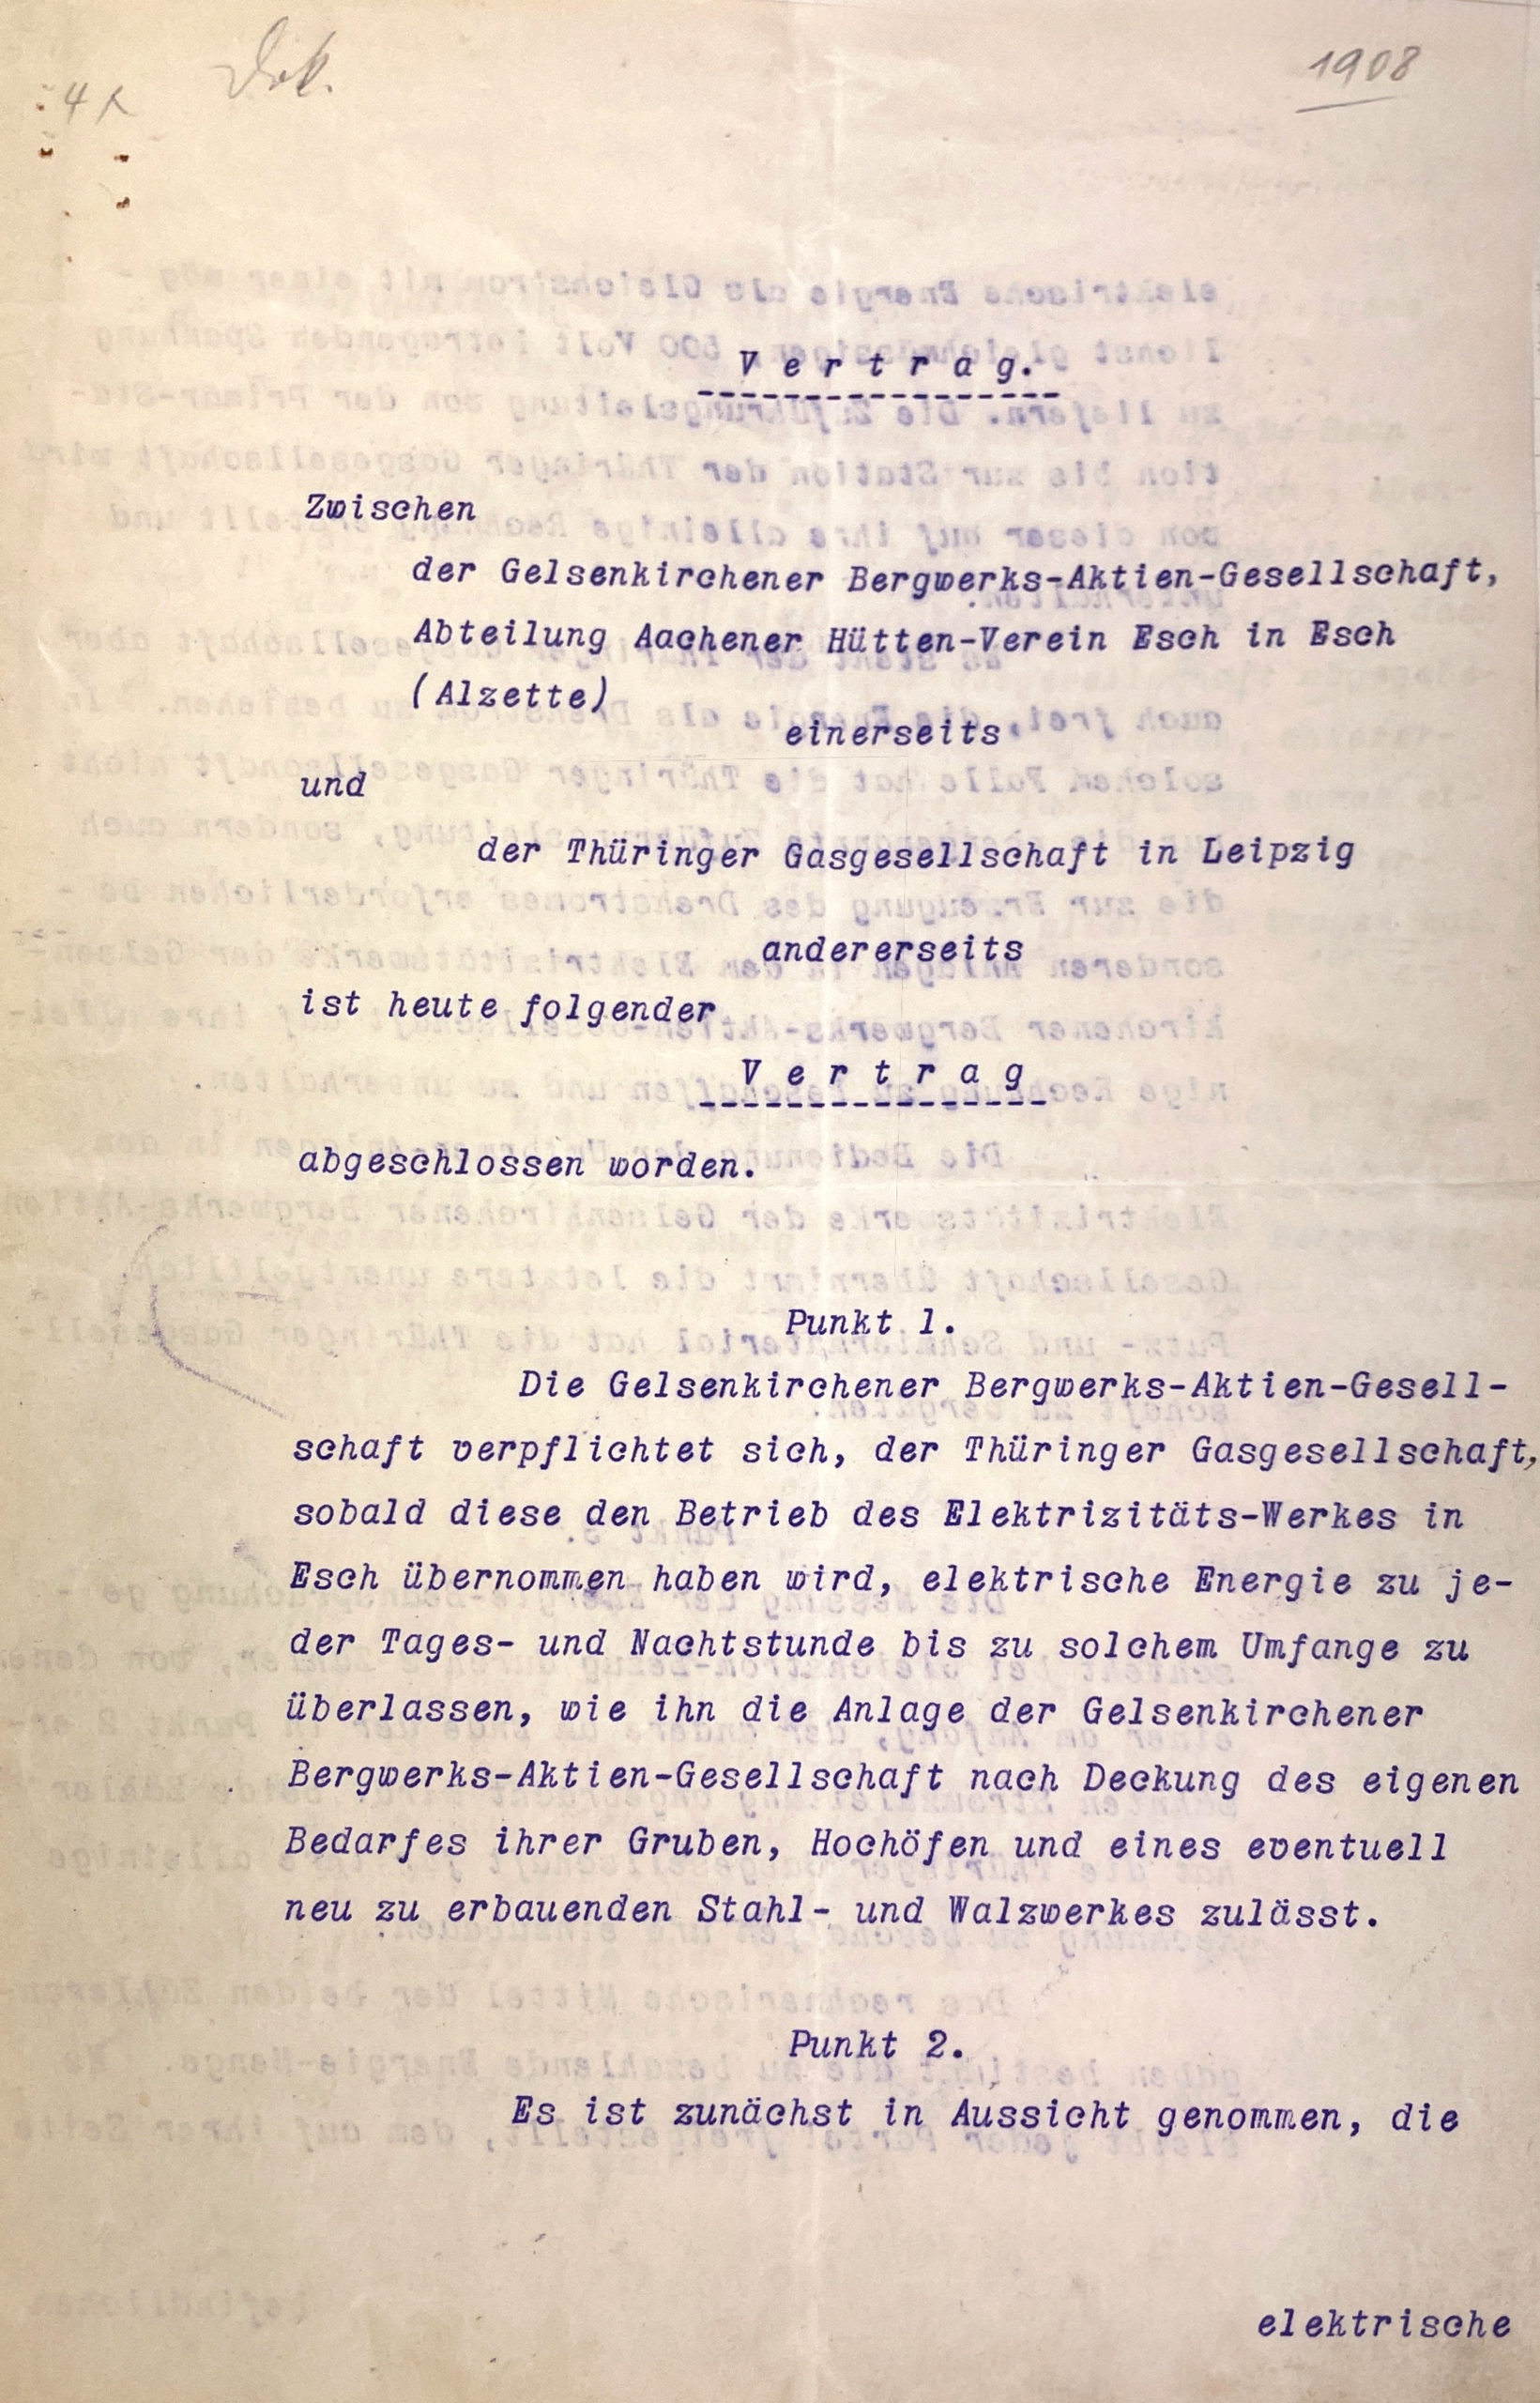 1908
Vertrag.
Zwischen
der Gelsenkirchener Bergwerks-Aktien-Gesellschaft,
Abteilung Aachener Hütten-Verein Esch in Esch
(Alzette)
einerseits
und
der Thüringer Gasgesellschaft in Leipzig
andererseits
ist heute folgender
Vertrag
abgeschlossen worden.
Punkt 1.
Die Gelsenkirchener Bergwerks-Aktien-Gesell-
schaft verpflichtet sich, der Thüringer Gasgesellschaft,
sobald diese den Betrieb des Elektrizitäts-Werkes in
Esch übernommen haben wird, elektrische Energie zu je-
der Tages- und Nachtstunde bis zu solchem Umfange zu
überlassen, wie ihn die Anlage der Gelsenkirchener
Bergwerks-Aktien-Gesellschaft nach Deckung des eigenen
Bedarfes ihrer Gruben, Hochöfen und eines eventuell
neu zu erbauenden Stahl- und Walzwerkes zulässt.
Punkt 2.
Es ist zunächst in Aussicht genommen, die
elektrische